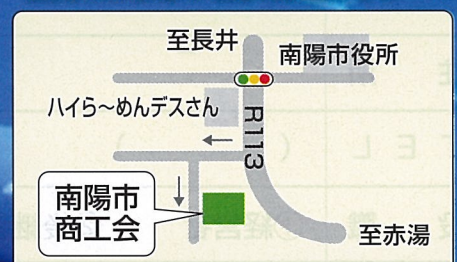 至長井
南陽市役所
ハイら～めんデスさん
R113
南陽市
商工会
至赤湯